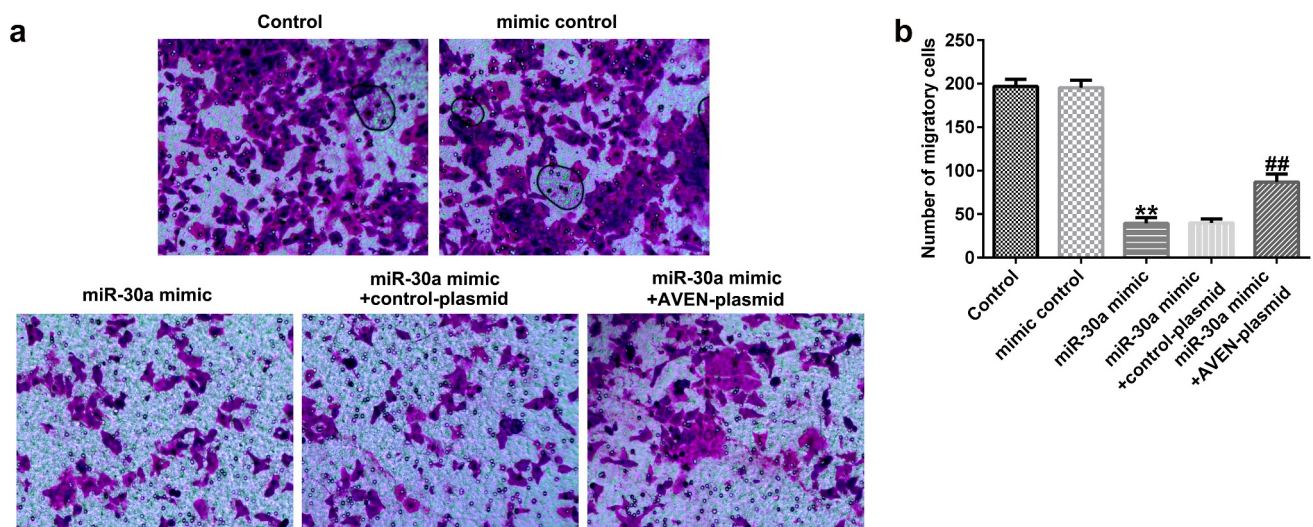 a
Control
mimic control
miR-30a mimic
miR-30a mimic
+control-plasmid
miR-30a mimic
+AVEN-plasmid
b
Number of migratory cells
250
200
150
100
50
0
**
##
Control
mimic control
miR-30a mimic
miR-30a mimic
+control-plasmid
miR-30a mimic
+AVEN-plasmid